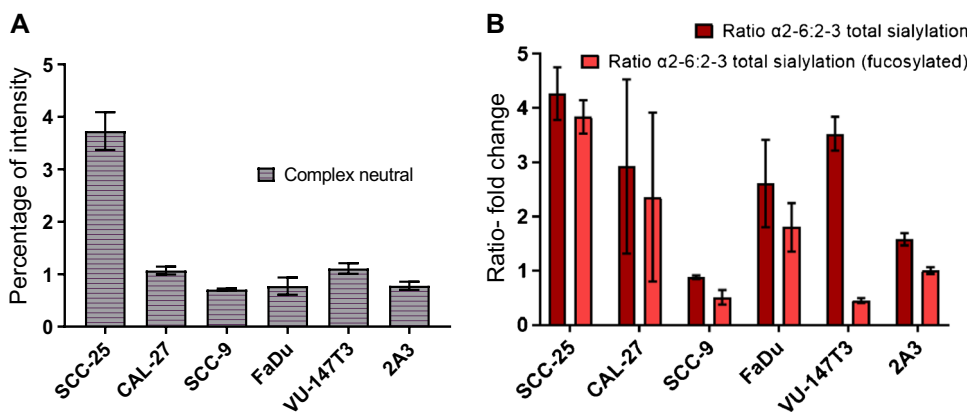 A
Percentage of intensity
5
4
3
2
1
0
Complex neutral
SCC-25
CAL-27
SCC-9
FaDu
VU-147T3
2A3
B
Ratio α2-6:2-3 total sialylation
Ratio α2-6:2-3 total sialylation (fucosylated)
Ratio- fold change
5
4
3
2
1
0
SCC-25
CAL-27
SCC-9
FaDu
VU-147T3
2A3